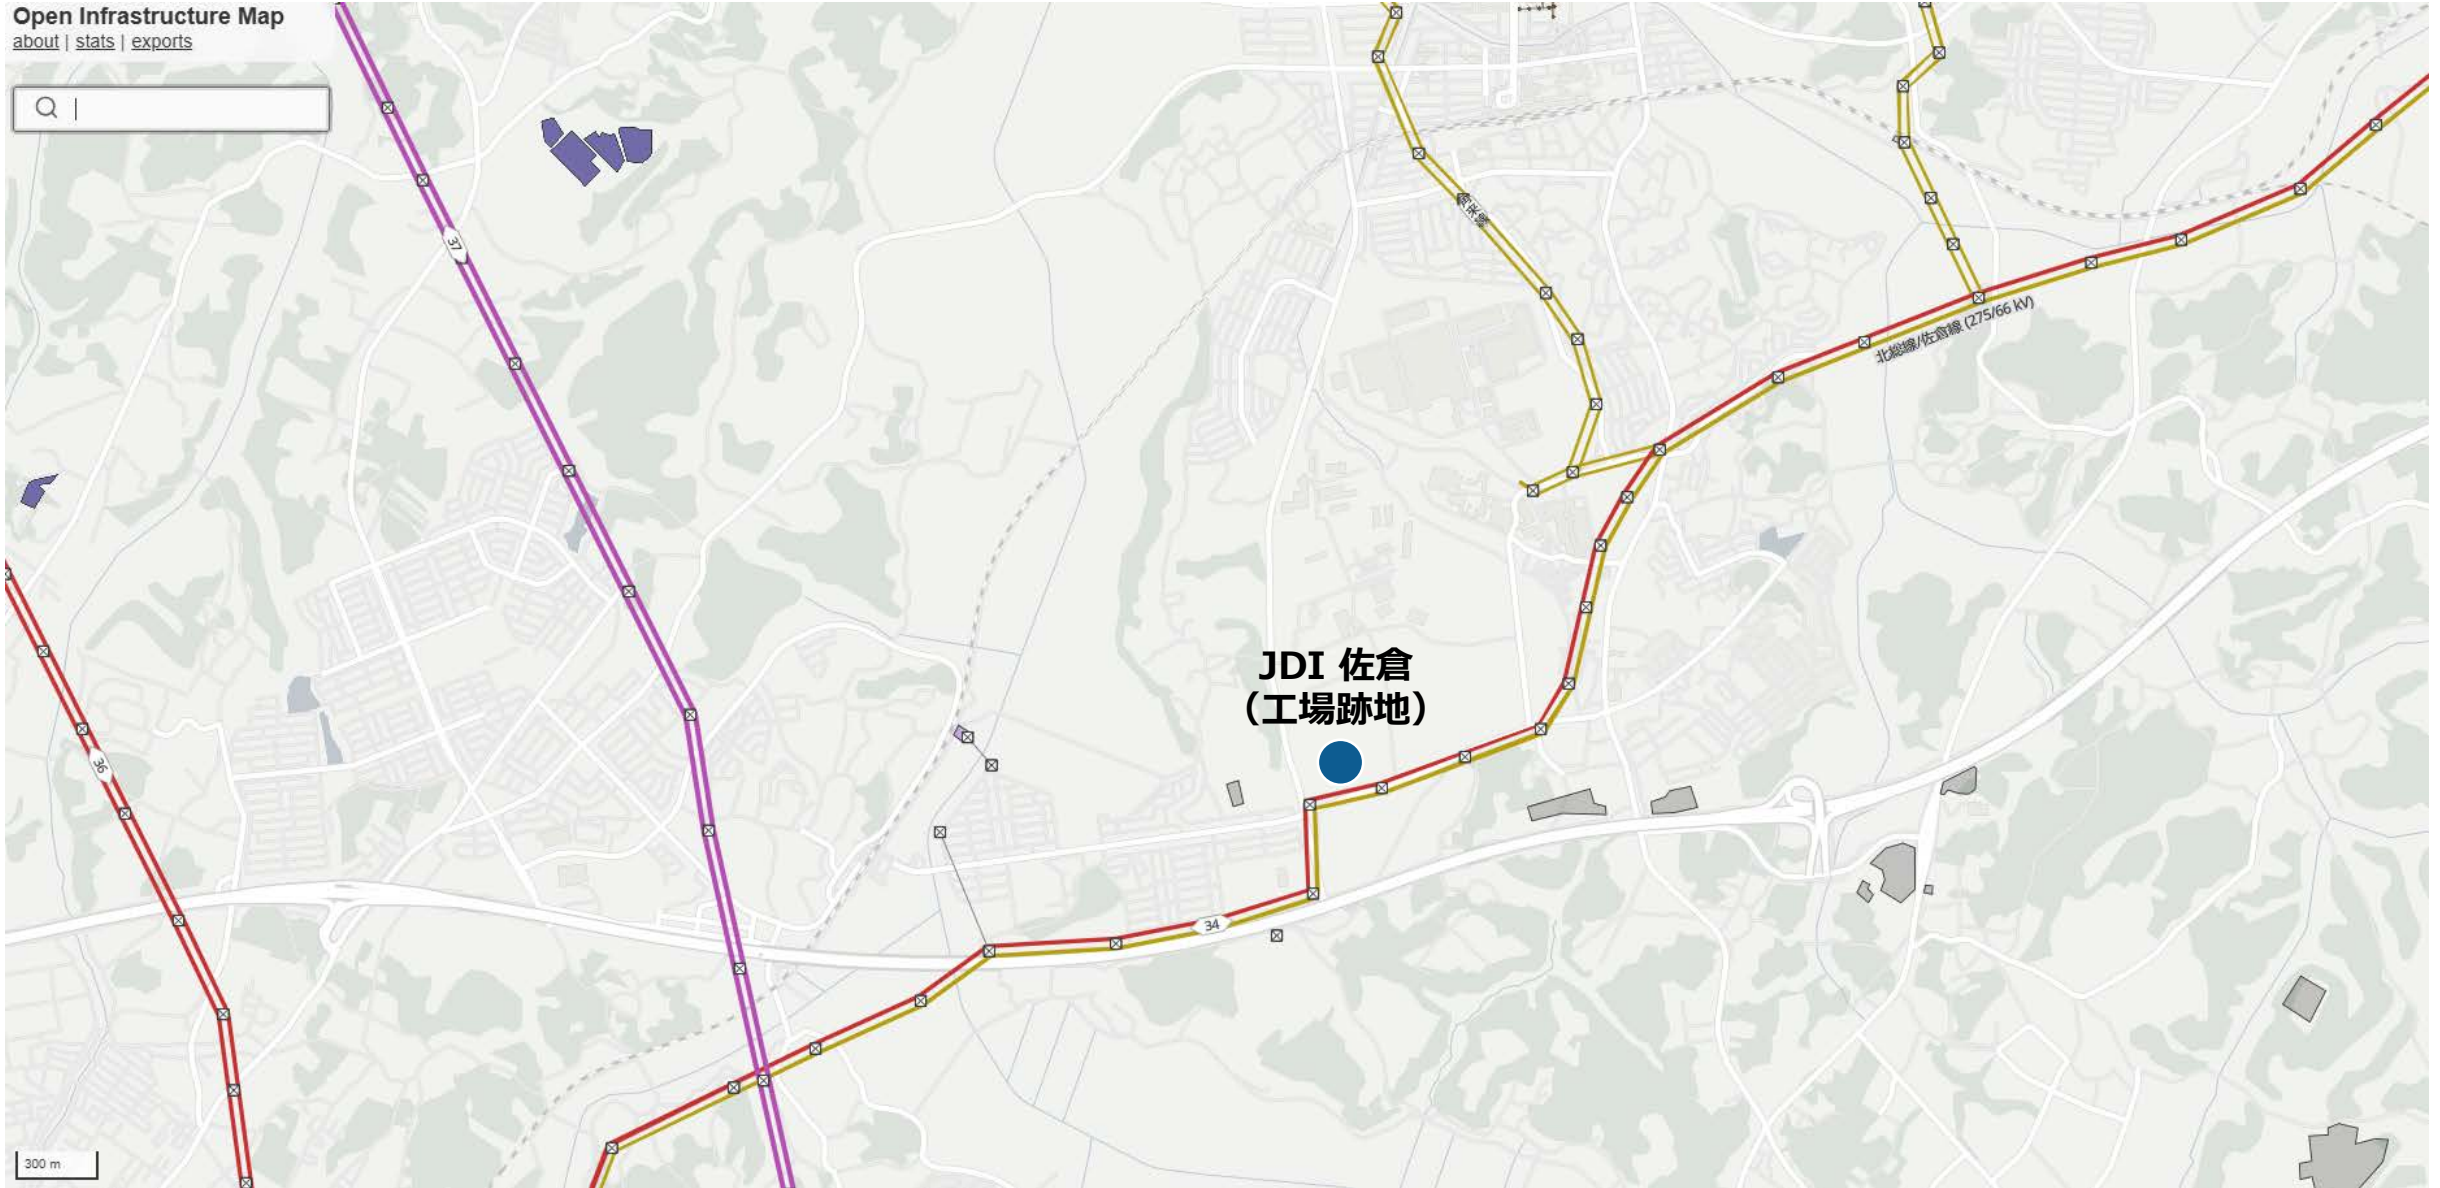 Open Infrastructure Map
about | stats | exports
37
北総線/佐倉線 (275/66 kV)
JDI 佐倉
（工場跡地）
36
34
300 m